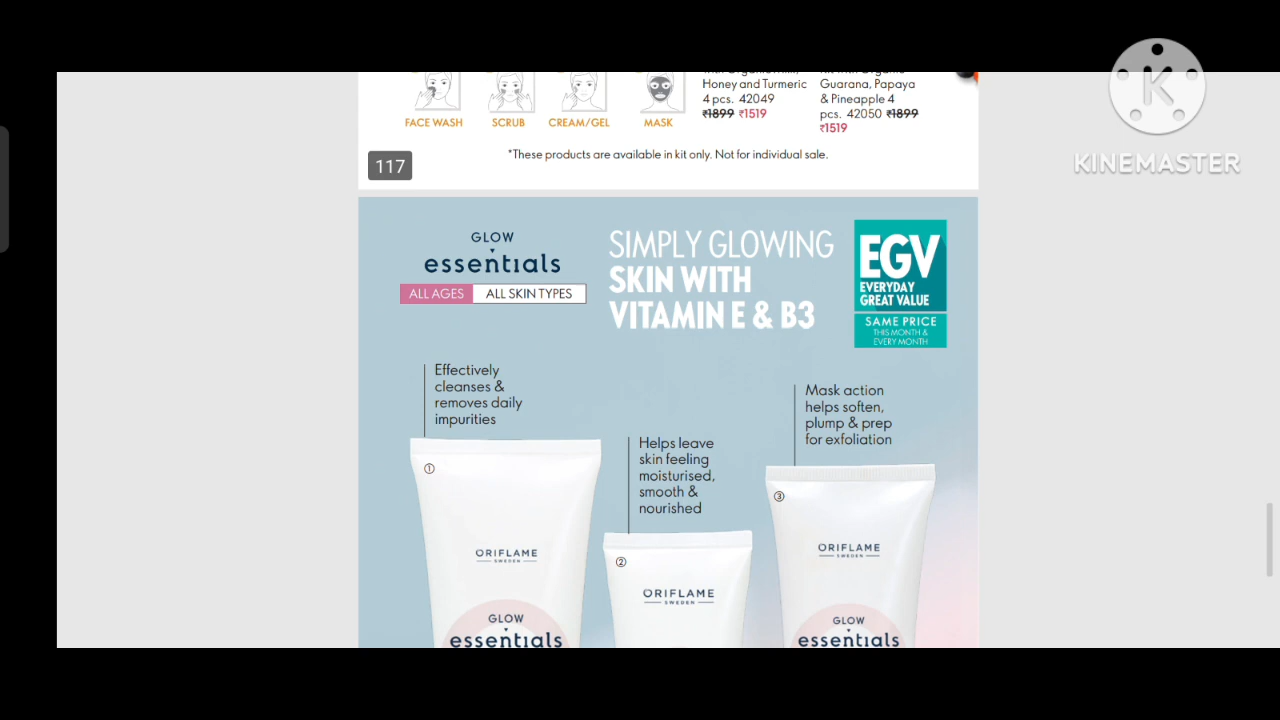 Honey and Turmeric
4 pcs. 42049
₹1899 ₹1519
Guarana, Papaya
& Pineapple 4
pcs. 42050 ₹1899
₹1519
FACE WASH
SCRUB
CREAM/GEL
MASK
*These products are available in kit only. Not for individual sale.
117
KINEMASTER
GLOW
essentials
ALL AGES ALL SKIN TYPES
SIMPLY GLOWING
SKIN WITH
VITAMIN E & B3
EGV
EVERYDAY
GREAT VALUE
SAME PRICE
THIS MONTH &
EVERY MONTH
Effectively
cleanses &
removes daily
impurities
Helps leave
skin feeling
moisturised,
smooth &
nourished
Mask action
helps soften,
plump & prep
for exfoliation
①
ORIFLAME
SWEDEN
GLOW
essentials
②
ORIFLAME
SWEDEN
③
ORIFLAME
SWEDEN
GLOW
essentials